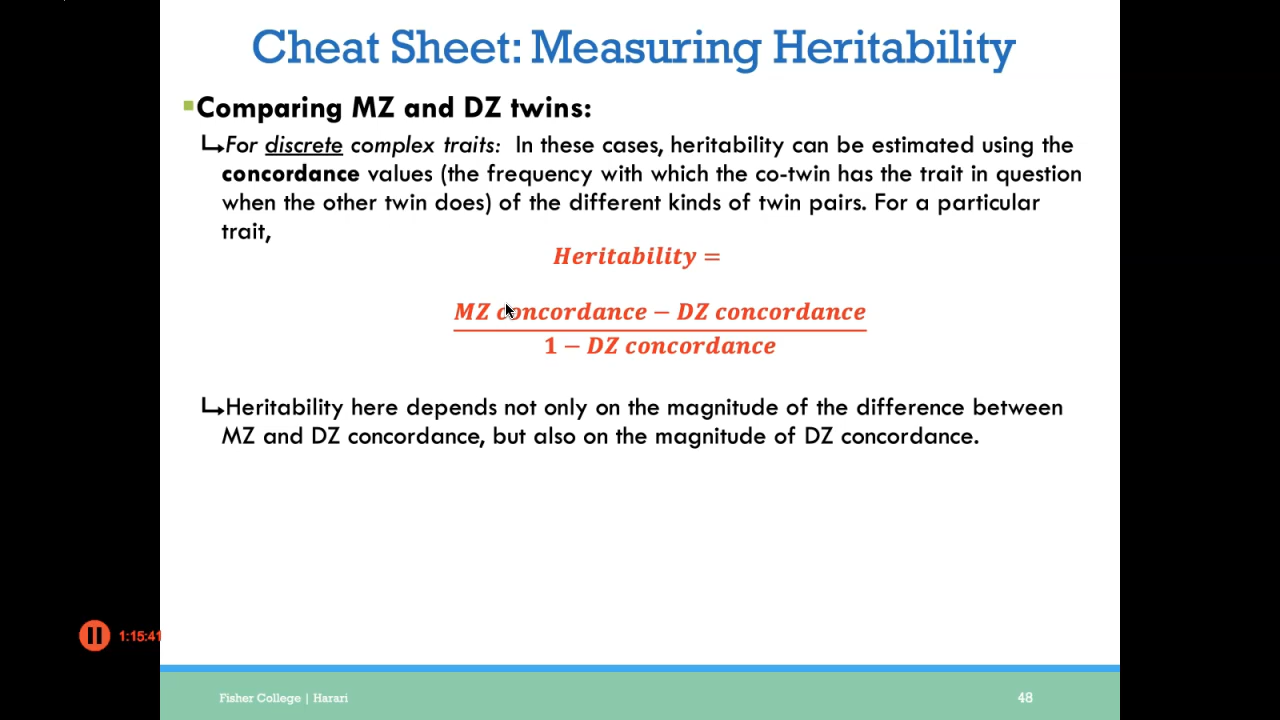 Cheat Sheet: Measuring Heritability
Comparing MZ and DZ twins:
For discrete complex traits: In these cases, heritability can be estimated using the
concordance values (the frequency with which the co-twin has the trait in question
when the other twin does) of the different kinds of twin pairs. For a particular
trait,
Heritability =
MZ concordance − DZ concordance
1 − DZ concordance
Heritability here depends not only on the magnitude of the difference between
MZ and DZ concordance, but also on the magnitude of DZ concordance.
1:15:41
Fisher College | Harari
48